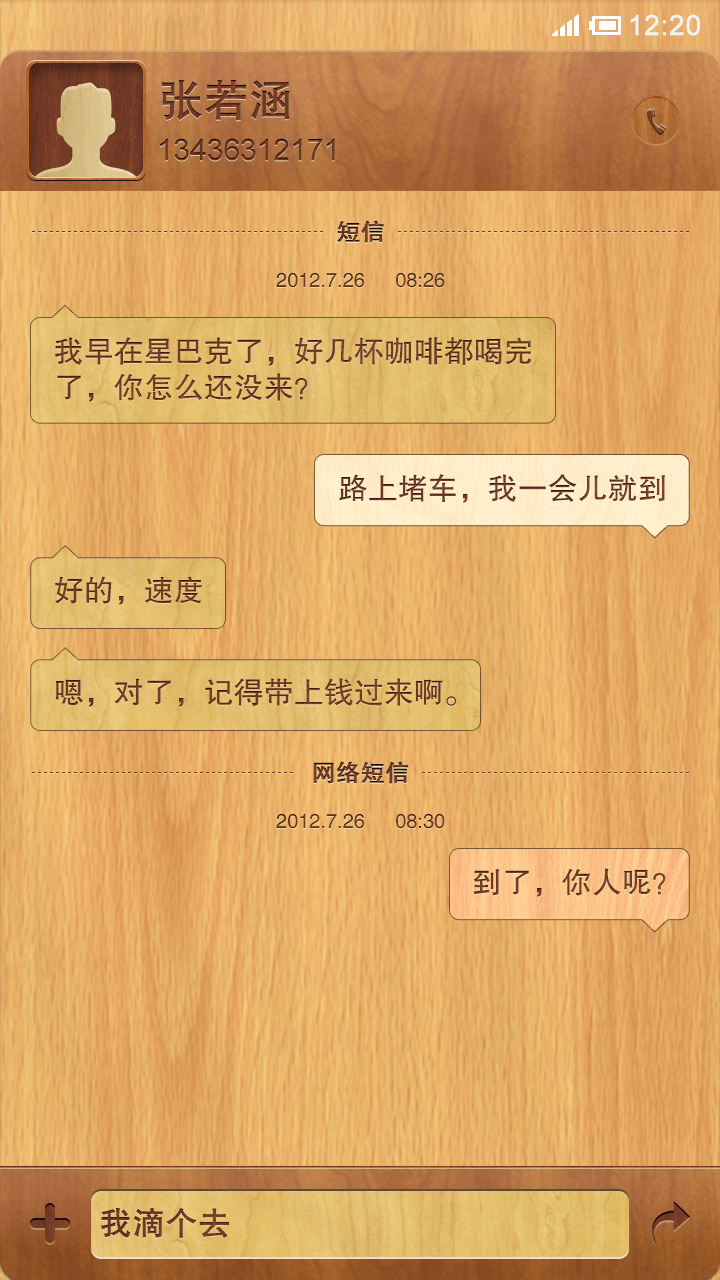 12:20
张若涵
13436312171
短信
2012.7.26 08:26
我早在星巴克了，好几杯咖啡都喝完
了，你怎么还没来？
路上堵车，我一会儿就到
好的，速度
嗯，对了，记得带上钱过来啊。
网络短信
2012.7.26 08:30
到了，你人呢？
我滴个去